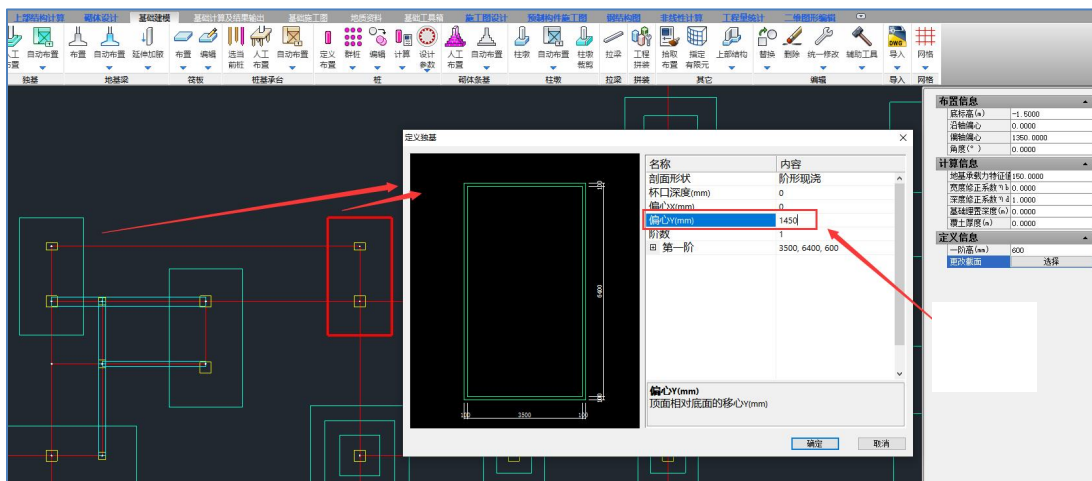 上部结构计算 砌体设计 基础建模 基础计算及结果输出 基础施工图 地质资料 基础工具箱 施工图设计 预制构件施工图 钢结构图 非线性计算 工程量统计 二维图形编辑
人工布置 自动布置 布置 自动布置 延伸加腋 布置 编辑 选当前桩 人工布置 自动布置 定义布置 群桩 编辑 计算 设计参数 人工布置 自动布置 柱墩 自动布置 柱墩裁剪 拉梁 工程拼装 拾取布置 指定有限元 上部结构 替换 删除 统一修改 辅助工具 导入 网格
DWG
独基 地基梁 筏板 桩基承台 桩 砌体条基 柱墩 拉梁 拼装 其它 编辑 导入 网格
定义独基
100
6400
100
100 3500 100
名称 内容
剖面形状 阶形现浇
杯口深度(mm) 0
偏心X(mm) 0
偏心Y(mm) 1450
阶数 1
第一阶 3500, 6400, 600
偏心Y(mm)
顶面相对底面的移心Y(mm)
确定 取消
布置信息
底标高(m) -1.5000
沿轴偏心 0.0000
偏轴偏心 1350.0000
角度(°) 0.0000
计算信息
地基承载力特征值 150.0000
宽度修正系数ηb 0.0000
深度修正系数ηd 1.0000
基础埋置深度(m) 0.0000
覆土厚度(m) 0.0000
定义信息
一阶高(mm) 600
更改截面 选择